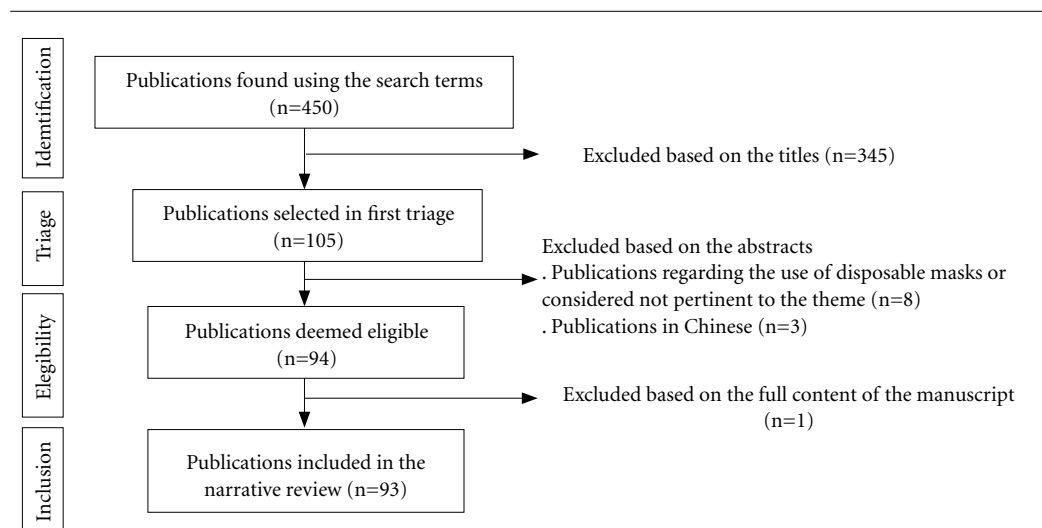 Idemtification
Publications found using the search terms
(n=450)
Excluded based on the titles (n=345)
Triage
Publications selected in first triage
(n=105)
Excluded based on the abstracts
. Publications regarding the use of disposable masks or
considered not pertinent to the theme (n=8)
. Publications in Chinese (n=3)
Elegibility
Publications deemed eligible
(n=94)
Excluded based on the full content of the manuscript
(n=1)
Inclusion
Publications included in the
narrative review (n=93)